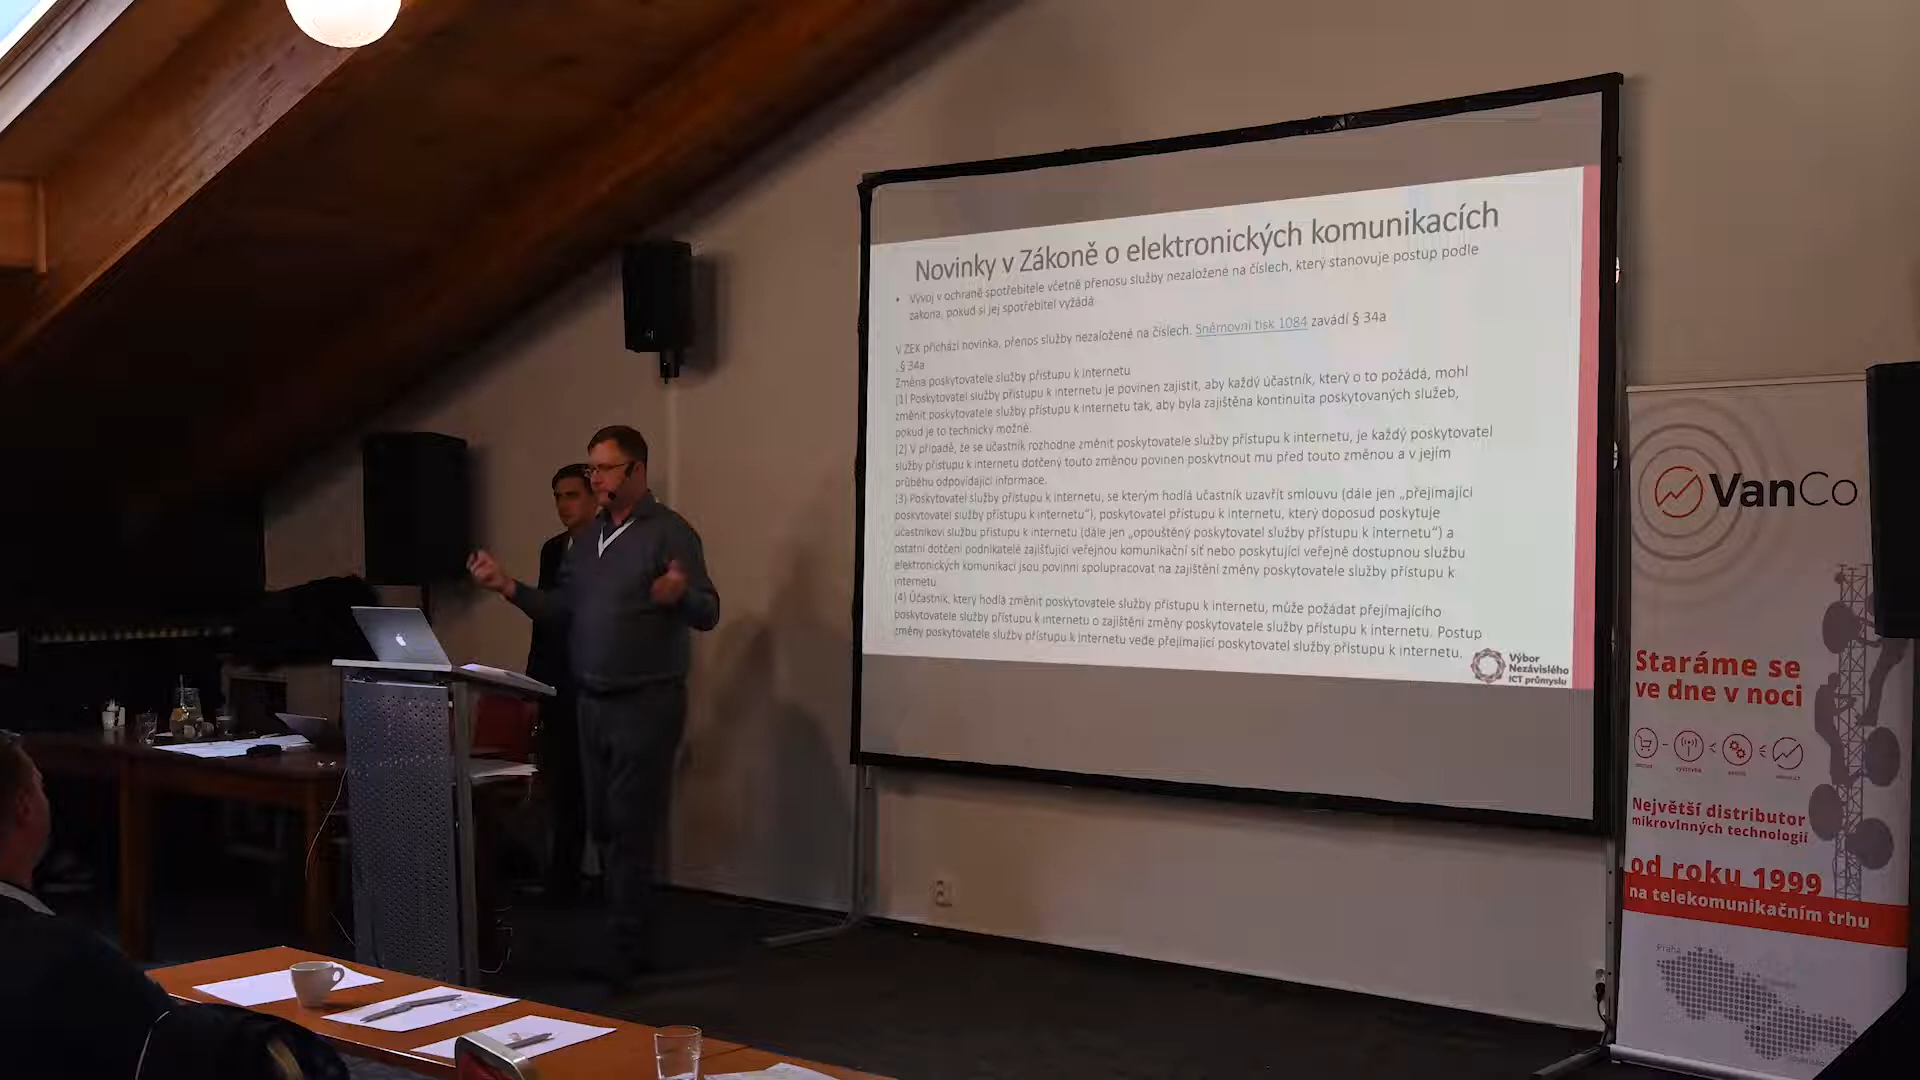 Novinky v Zákoně o elektronických komunikacích
• Vývoj v ochraně spotřebitele včetně přenosu služby nezaložené na číslech, který stanovuje postup podle
zákona, pokud si jej spotřebitel vyžádá
V ZEK přichází novinka, přenos služby nezaložené na číslech. Sněmovní tisk 1084 zavádí § 34a
„§ 34a
Změna poskytovatele služby přístupu k internetu
(1) Poskytovatel služby přístupu k internetu je povinen zajistit, aby každý účastník, který o to požádá, mohl
změnit poskytovatele služby přístupu k internetu tak, aby byla zajištěna kontinuita poskytovaných služeb,
pokud je to technicky možné.
(2) V případě, že se účastník rozhodne změnit poskytovatele služby přístupu k internetu, je každý poskytovatel
služby přístupu k internetu dotčený touto změnou povinen poskytnout mu před touto změnou a v jejím
průběhu odpovídající informace.
(3) Poskytovatel služby přístupu k internetu, se kterým hodlá účastník uzavřít smlouvu (dále jen „přejímající
poskytovatel služby přístupu k internetu“), poskytovatel přístupu k internetu, který doposud poskytuje
účastníkovi službu přístupu k internetu (dále jen „opouštěný poskytovatel služby přístupu k internetu“) a
ostatní dotčení podnikatelé zajišťující veřejnou komunikační síť nebo poskytující veřejně dostupnou službu
elektronických komunikací jsou povinni spolupracovat na zajištění změny poskytovatele služby přístupu k
internetu.
(4) Účastník, který hodlá změnit poskytovatele služby přístupu k internetu, může požádat přejímajícího
poskytovatele služby přístupu k internetu o zajištění změny poskytovatele služby přístupu k internetu. Postup
změny poskytovatele služby přístupu k internetu vede přejímající poskytovatel služby přístupu k internetu.
Výbor
Nezávislého
ICT průmyslu
VanCo
Staráme se
ve dne v noci
Největší distributor
mikrovlnných technologií
od roku 1999
na telekomunikačním trhu
Praha